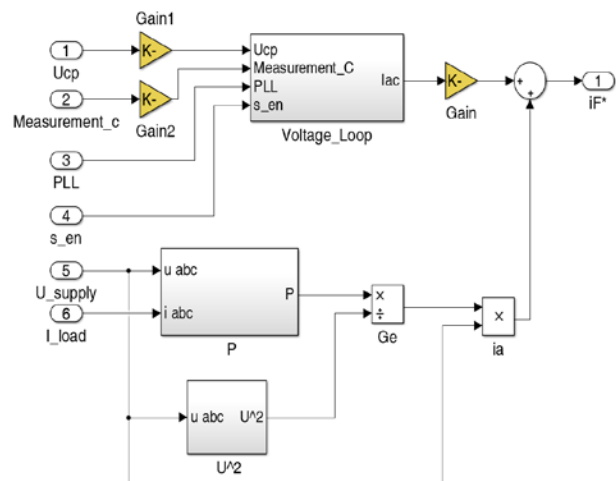 Gain1
1
K-
Ucp
Ucp
2
K-
Measurement_C
Iac
K-
+
+
1
iF*
Measurement_c
Gain2
PLL
s_en
Gain
3
Voltage_Loop
PLL
4
s_en
5
u abc
U_supply
P
6
i abc
x
÷
I_load
P
Ge
x
ia
u abc
U^2
U^2